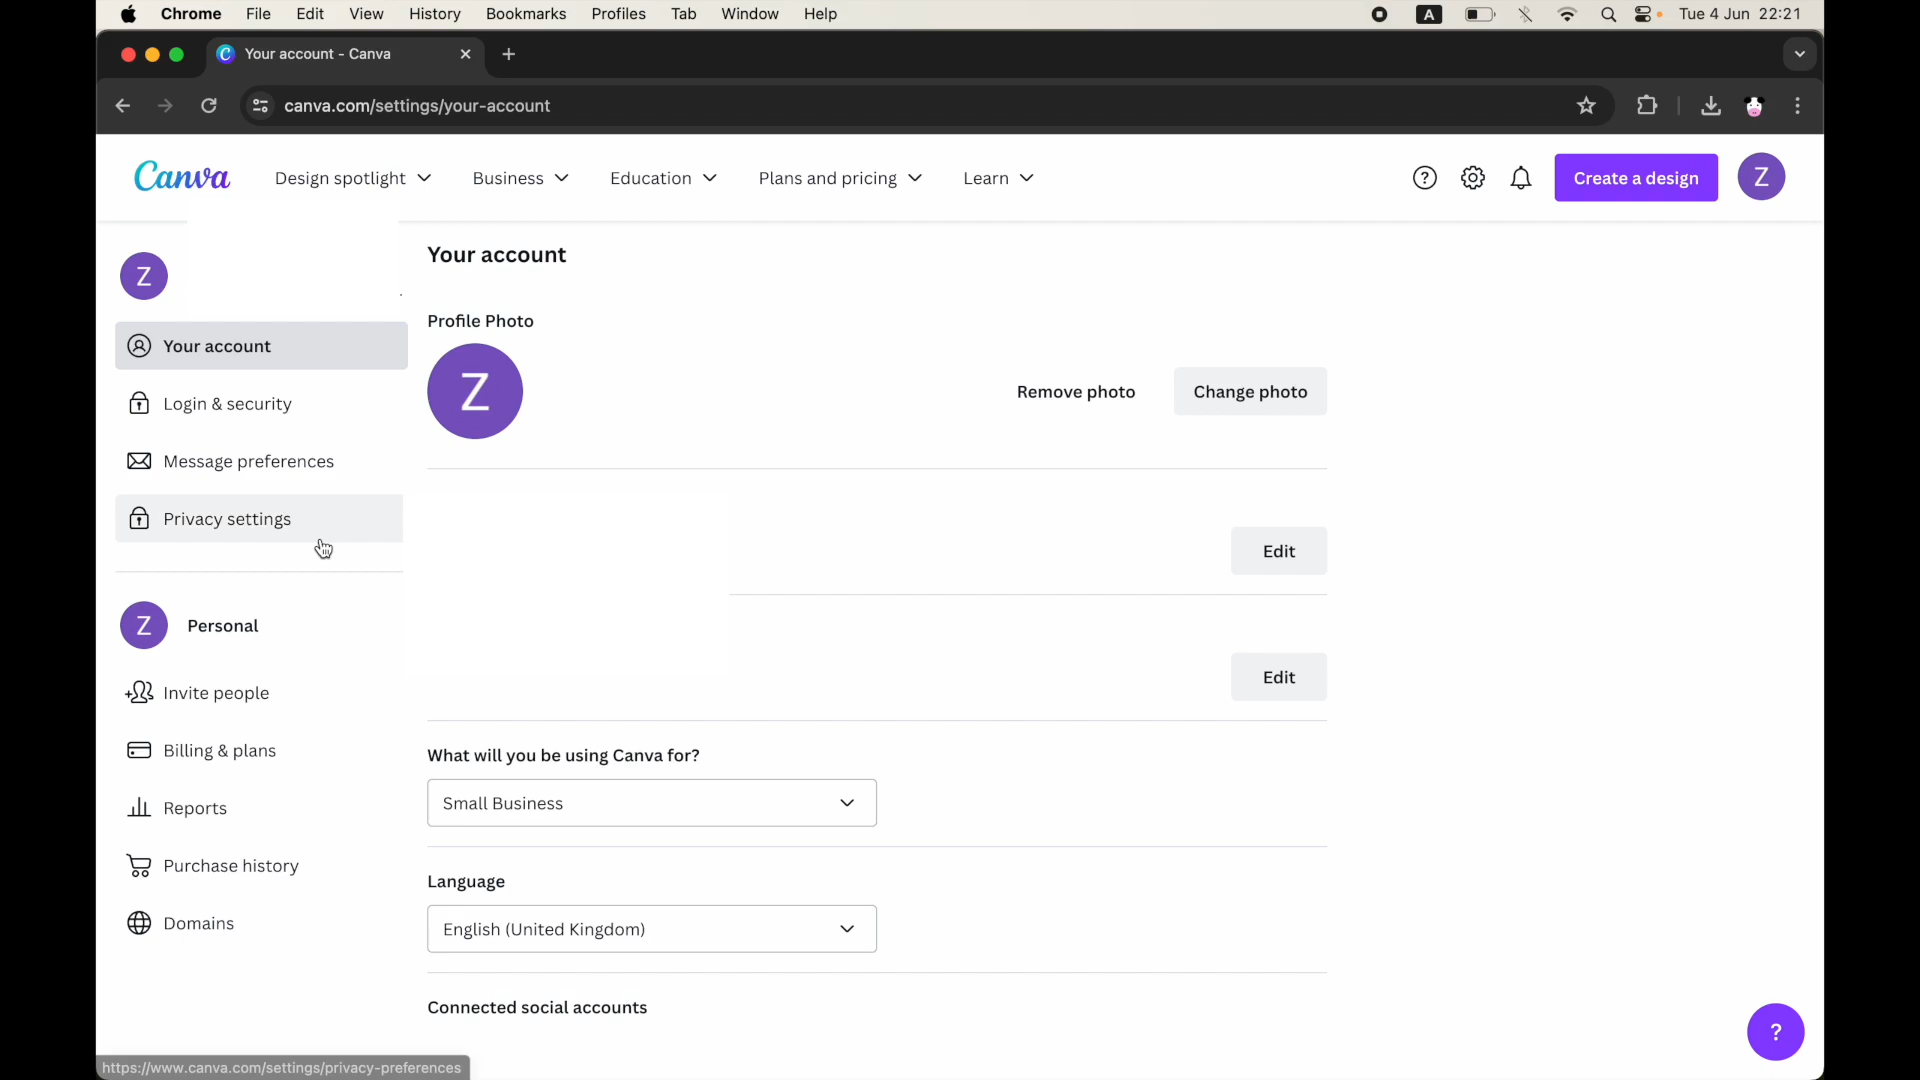 Chrome File Edit View History Bookmarks Profiles Tab Window Help A Tue 4 Jun 22:21
Your account - Canva
canva.com/settings/your-account
Canva Design spotlight Business Education Plans and pricing Learn ? Create a design Z
Your account
Z
Profile Photo
Your account
Z
Remove photo Change photo
Login & security
Message preferences
Privacy settings
Edit
Z Personal
Edit
Invite people
Billing & plans
What will you be using Canva for?
Small Business
Reports
Purchase history
Language
Domains
English (United Kingdom)
Connected social accounts
?
https://www.canva.com/settings/privacy-preferences